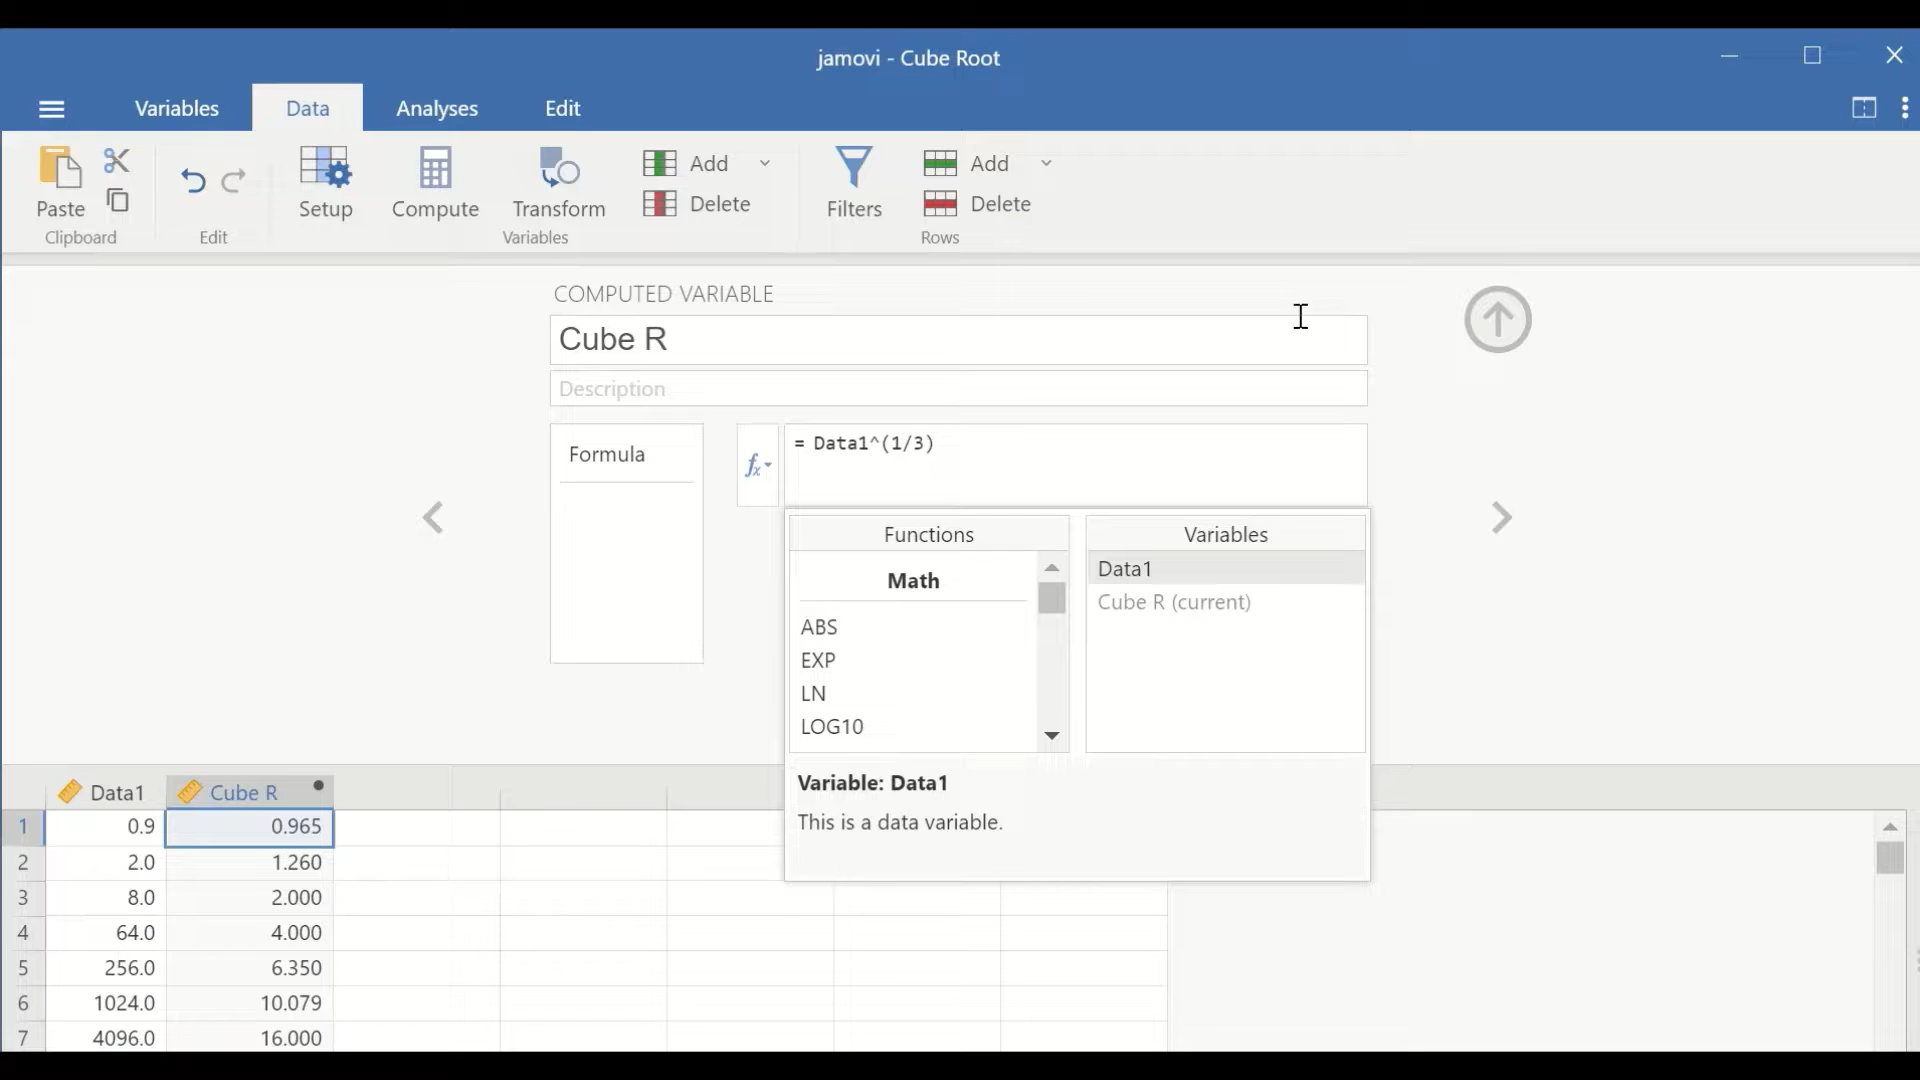 jamovi - Cube Root
Variables
Data
Analyses
Edit
Paste
Clipboard
Edit
Setup
Compute
Transform
Add
Delete
Variables
Filters
Add
Delete
Rows
COMPUTED VARIABLE
Cube R
Description
Formula
fx
= Data1^(1/3)
Functions
Variables
Math
ABS
EXP
LN
LOG10
Data1
Cube R (current)
Variable: Data1
This is a data variable.
Data1 Cube R
1 0.9 0.965
2 2.0 1.260
3 8.0 2.000
4 64.0 4.000
5 256.0 6.350
6 1024.0 10.079
7 4096.0 16.000